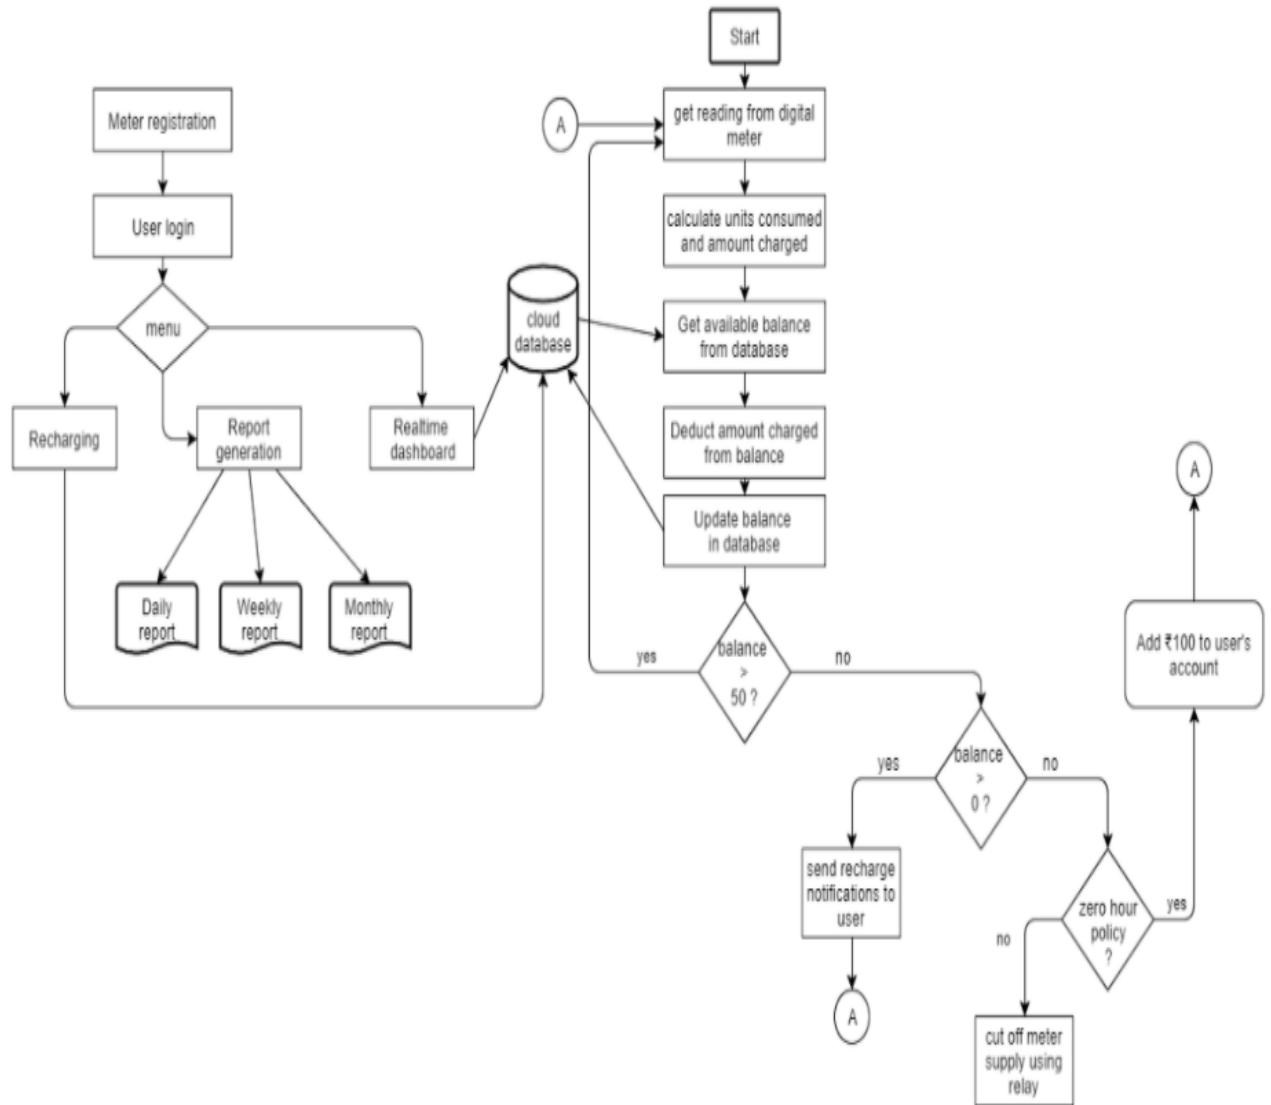 Start
A
get reading from digital
meter
Meter registration
User login
calculate units consumed
and amount charged
menu
cloud
database
Get available balance
from database
Recharging
Report
generation
Realtime
dashboard
Deduct amount charged
from balance
A
Update balance
in database
Daily
report
Weekly
report
Monthly
report
yes
balance
>
50 ?
no
Add ₹100 to user's
account
yes
balance
>
0 ?
no
send recharge
notifications to
user
no
zero hour
policy
?
yes
A
cut off meter
supply using
relay